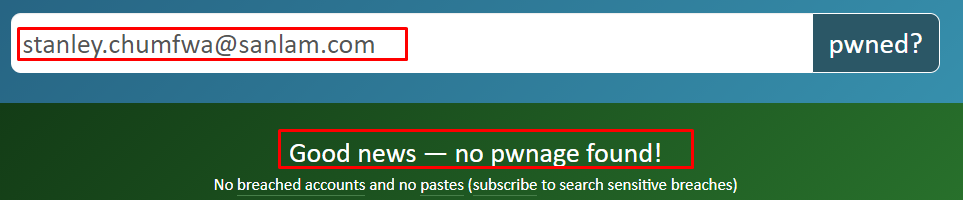 stanley.chumfwa@sanlam.com
pwned?
Good news — no pwnage found!
No breached accounts and no pastes (subscribe to search sensitive breaches)